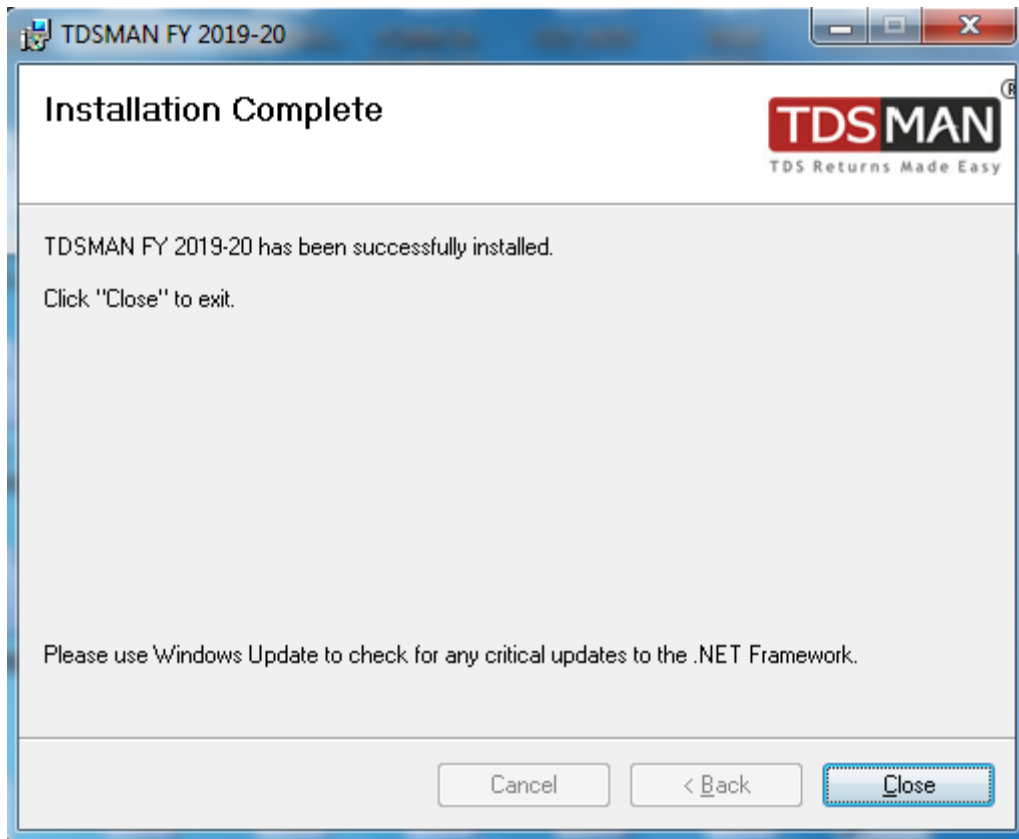 TDSMAN FY 2019-20
Installation Complete
TDSMAN®
TDS Returns Made Easy
TDSMAN FY 2019-20 has been successfully installed.
Click "Close" to exit.
Please use Windows Update to check for any critical updates to the .NET Framework.
Cancel
< Back
Close